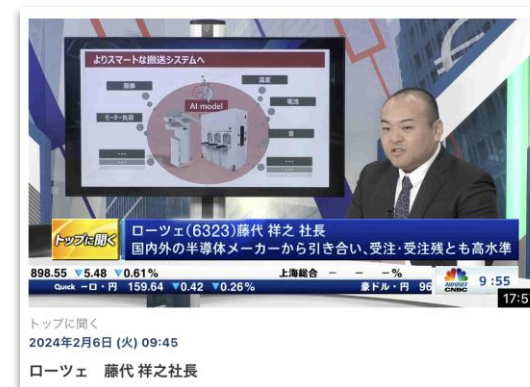 よりスマートな搬送システムへ
画像
温度
AI model
電流
モーター負荷
音
...
...
トップに聞く
ローツェ(6323)藤代 祥之 社長
国内外の半導体メーカーから引き合い、受注・受注残とも高水準
898.55 ▼5.48 ▼0.61% 上海総合 - - -%
Quick ーロ・円 159.64 ▼0.42 ▼0.26% 豪ドル・円 96
CNBC 9:55
17:5
トップに聞く
2024年2月6日 (火) 09:45
ローツェ 藤代 祥之社長